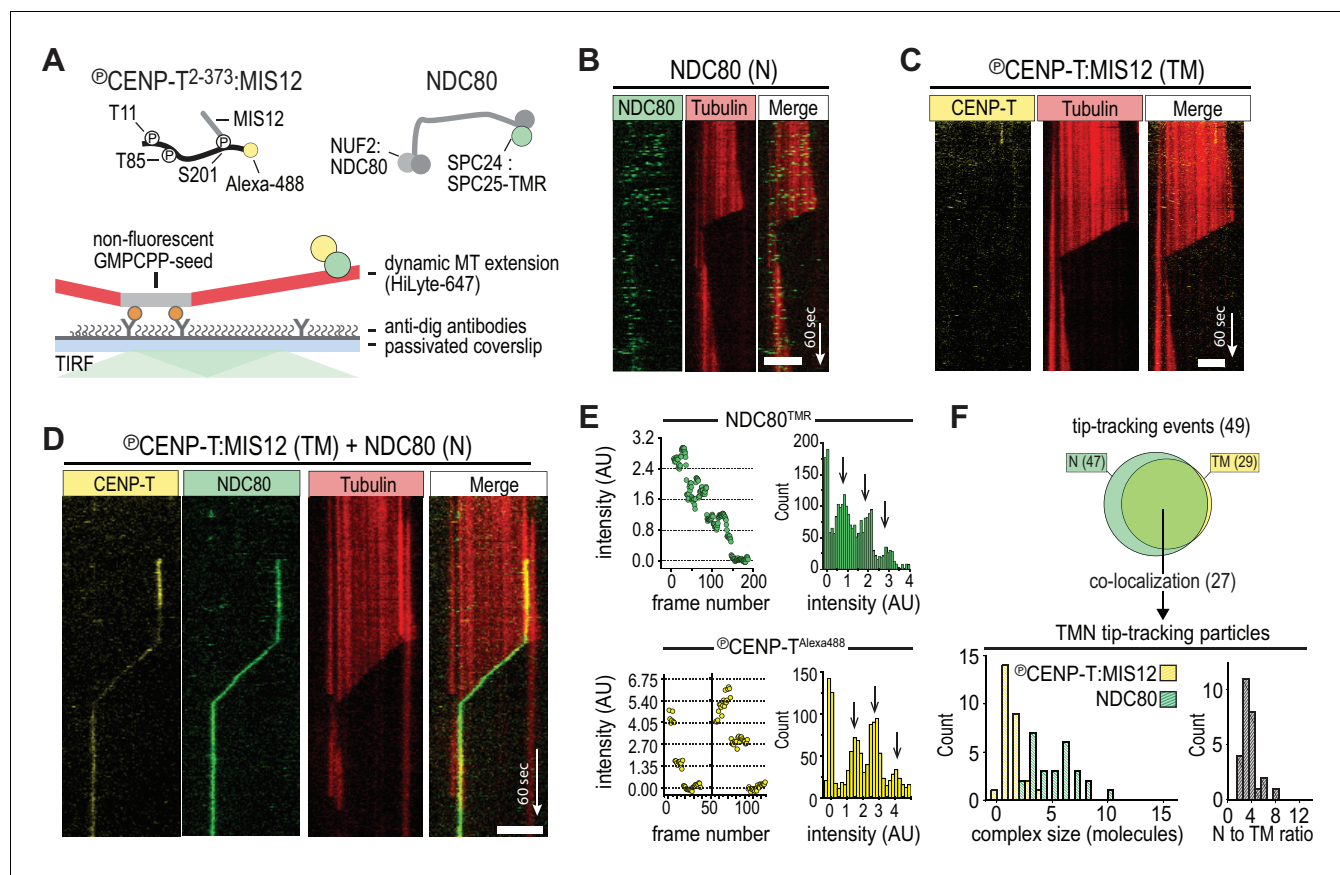 A
ⓅCENP-T2-373:MIS12
T11
MIS12
T85
S201
Alexa-488
NDC80
NUF2:
NDC80
SPC24 :
SPC25-TMR
non-fluorescent
GMPCPP-seed
dynamic MT extension
(HiLyte-647)
anti-dig antibodies
passivated coverslip
TIRF
B
NDC80 (N)
NDC80 Tubulin Merge
60 sec
C
ⓅCENP-T:MIS12 (TM)
CENP-T Tubulin Merge
60 sec
D
ⓅCENP-T:MIS12 (TM) + NDC80 (N)
CENP-T NDC80 Tubulin Merge
60 sec
E
NDC80TMR
intensity (AU)
3.2
2.4
1.6
0.8
0.0
0 100 200
frame number
Count
200
150
100
50
0
0 1 2 3 4
intensity (AU)
ⓅCENP-TAlexa488
intensity (AU)
6.75
5.40
4.05
2.70
1.35
0.00
0 50 100
frame number
Count
150
100
50
0
0 1 2 3 4
intensity (AU)
F
tip-tracking events (49)
N (47)
TM (29)
co-localization (27)
TMN tip-tracking particles
ⓅCENP-T:MIS12
NDC80
Count
15
10
5
0
0 5 10 15
complex size (molecules)
Count
10
5
0
0 4 8 12
N to TM ratio